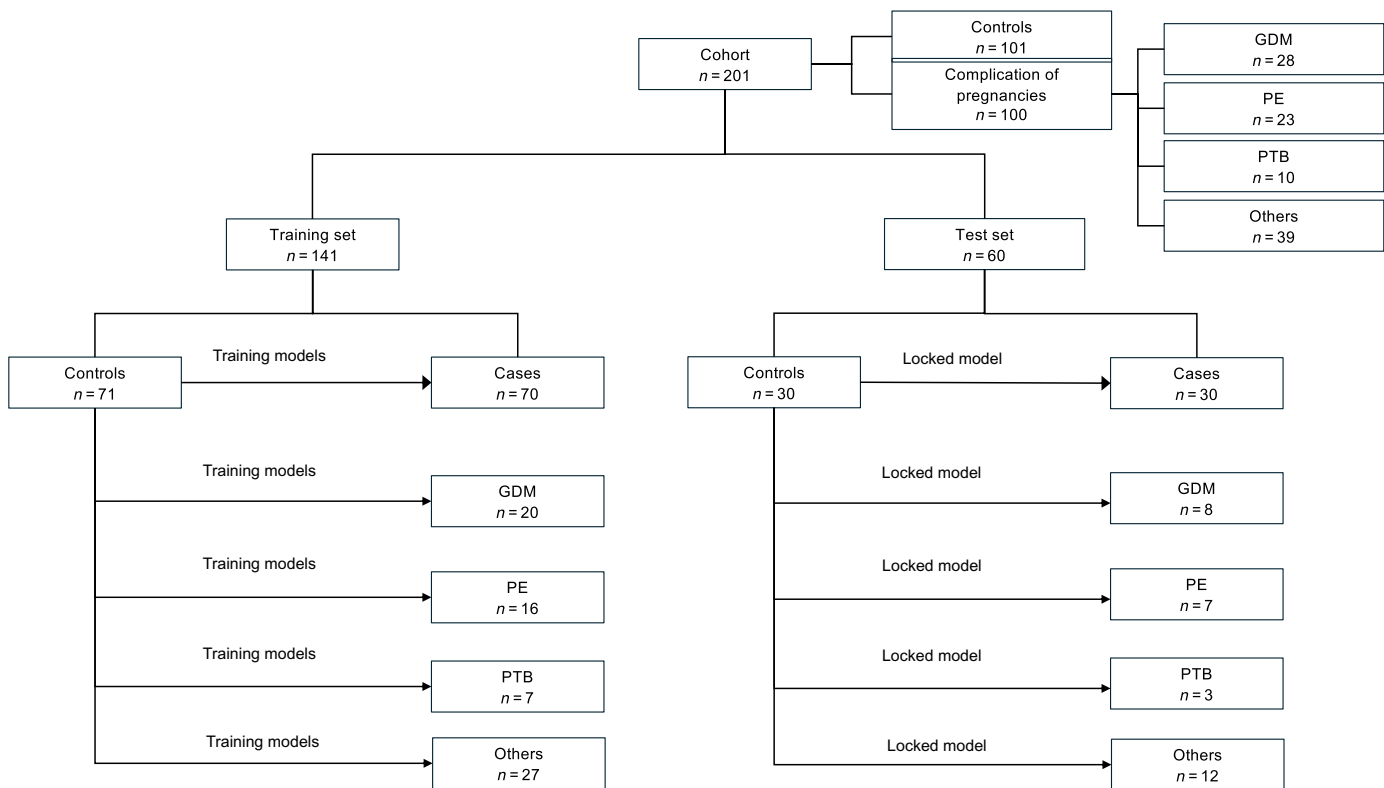 Cohort
n = 201
Controls
n = 101
Complication of
pregnancies
n = 100
GDM
n = 28
PE
n = 23
PTB
n = 10
Others
n = 39
Training set
n = 141
Test set
n = 60
Controls
n = 71
Training models
Cases
n = 70
Training models
GDM
n = 20
Training models
PE
n = 16
Training models
PTB
n = 7
Training models
Others
n = 27
Controls
n = 30
Locked model
Cases
n = 30
Locked model
GDM
n = 8
Locked model
PE
n = 7
Locked model
PTB
n = 3
Locked model
Others
n = 12